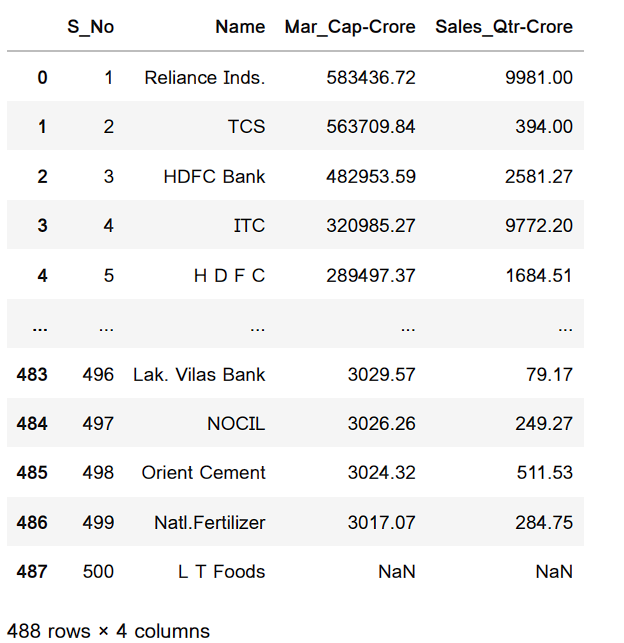 S_No Name Mar_Cap-Crore Sales_Qtr-Crore
0 1 Reliance Inds. 583436.72 9981.00
1 2 TCS 563709.84 394.00
2 3 HDFC Bank 482953.59 2581.27
3 4 ITC 320985.27 9772.20
4 5 H D F C 289497.37 1684.51
... ... ... ... ...
483 496 Lak. Vilas Bank 3029.57 79.17
484 497 NOCIL 3026.26 249.27
485 498 Orient Cement 3024.32 511.53
486 499 Natl.Fertilizer 3017.07 284.75
487 500 L T Foods NaN NaN
488 rows × 4 columns